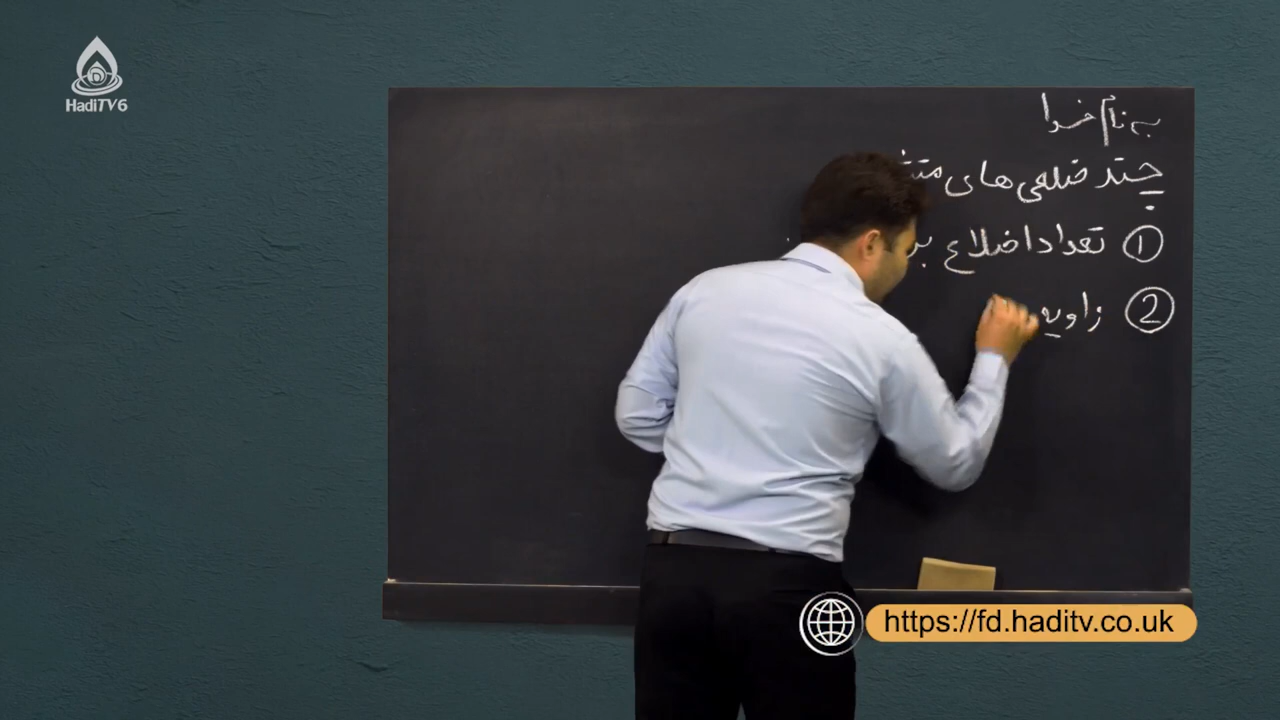 HadiTV6
به نام خدا
چند ضلعی های
① تعداد اضلاع
② زاویه
https://fd.haditv.co.uk